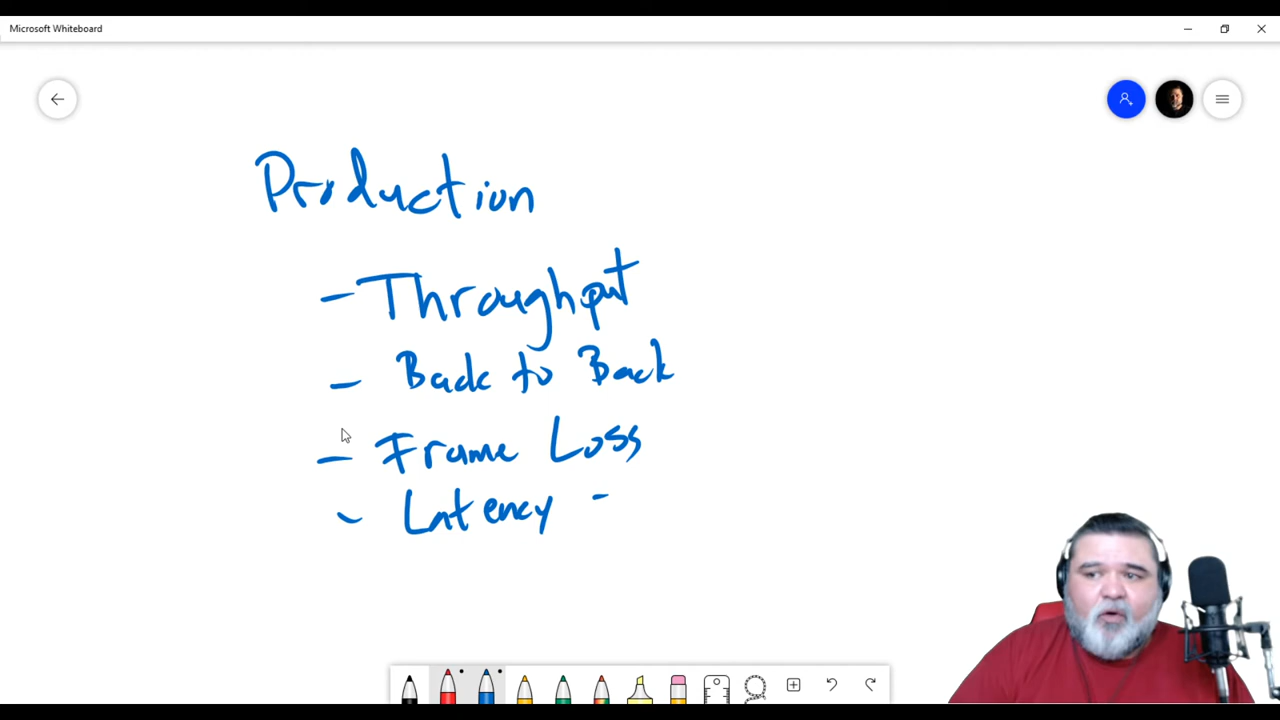 Microsoft Whiteboard
Production
- Throughput
- Back to Back
- Frame Loss
- Latency -